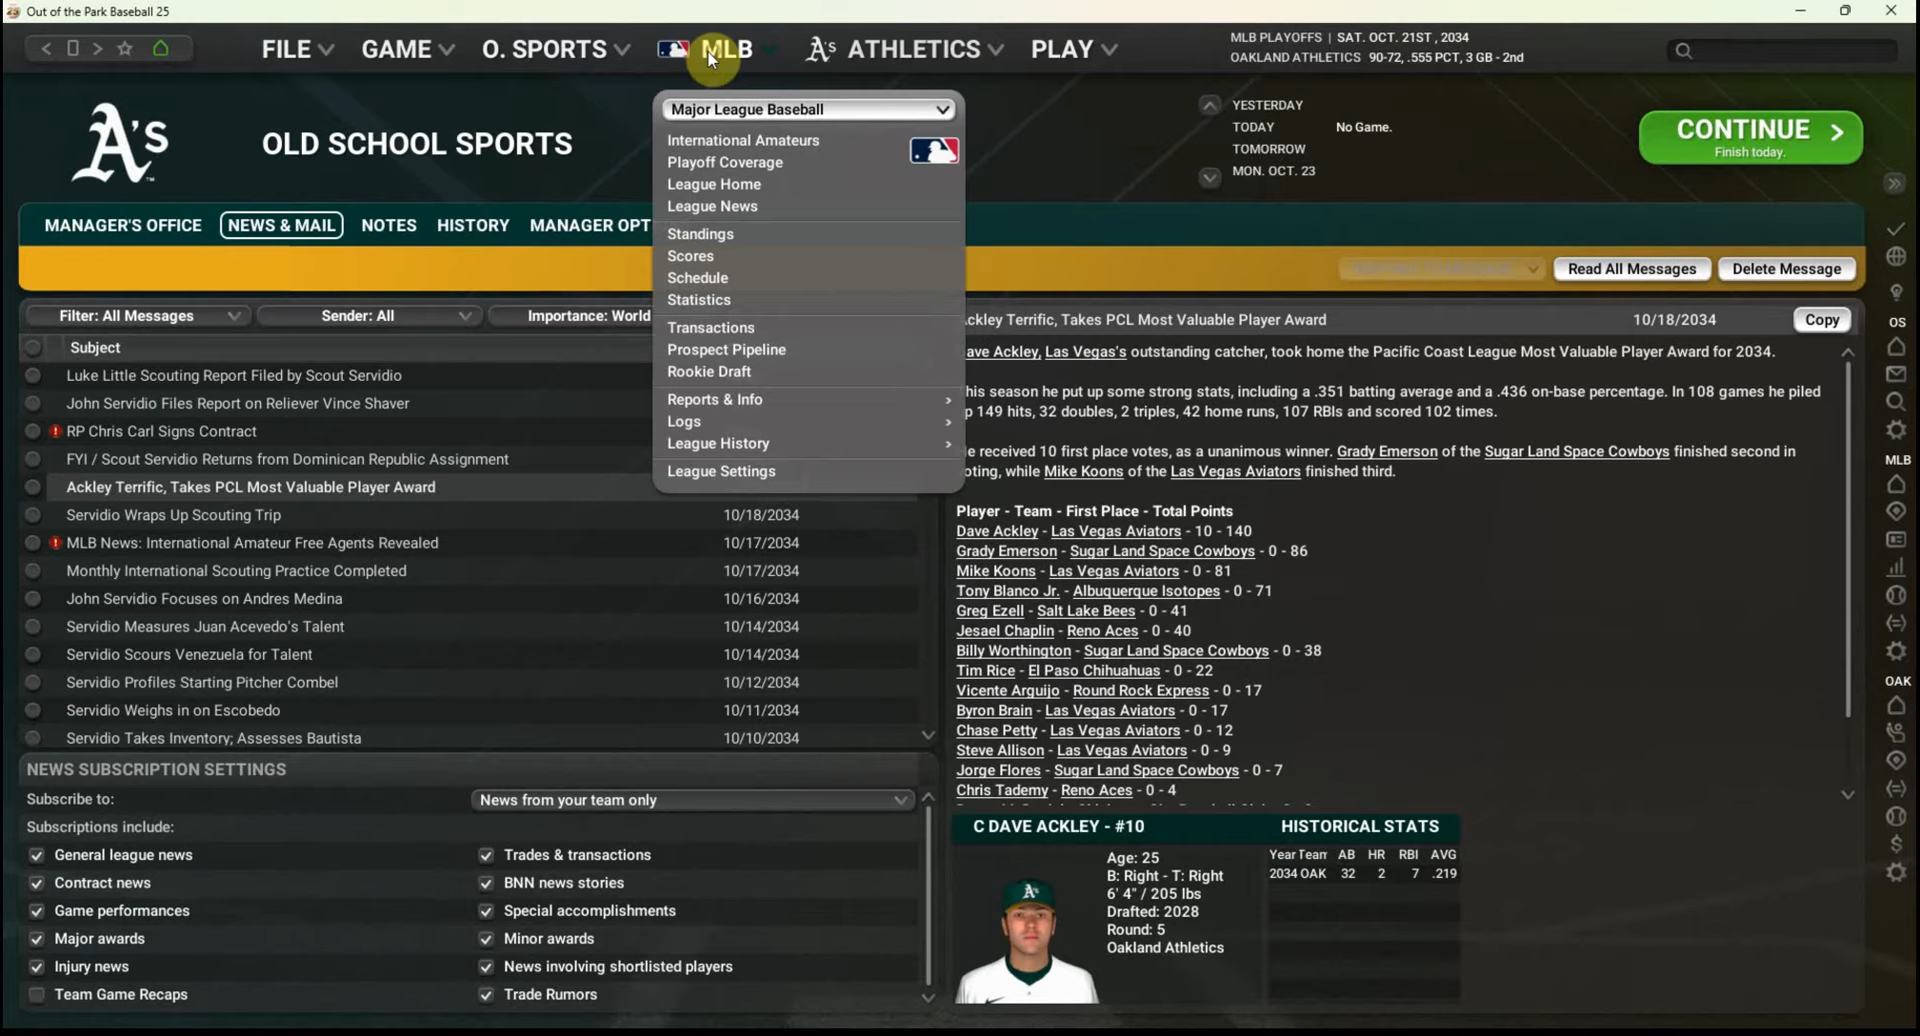 Out of the Park Baseball 25
FILE GAME O. SPORTS MLB A's ATHLETICS PLAY
MLB PLAYOFFS | SAT. OCT. 21ST , 2034
OAKLAND ATHLETICS 90-72, .555 PCT, 3 GB - 2nd
A's OLD SCHOOL SPORTS
Major League Baseball
International Amateurs
Playoff Coverage
League Home
League News
Standings
Scores
Schedule
Statistics
Transactions
Prospect Pipeline
Rookie Draft
Reports & Info
Logs
League History
League Settings
YESTERDAY
TODAY No Game.
TOMORROW
MON. OCT. 23
CONTINUE
Finish today.
MANAGER'S OFFICE NEWS & MAIL NOTES HISTORY MANAGER OPT
Read All Messages Delete Message
Filter: All Messages Sender: All Importance: World
Subject
Luke Little Scouting Report Filed by Scout Servidio
John Servidio Files Report on Reliever Vince Shaver
RP Chris Carl Signs Contract
FYI / Scout Servidio Returns from Dominican Republic Assignment
Ackley Terrific, Takes PCL Most Valuable Player Award
Servidio Wraps Up Scouting Trip 10/18/2034
MLB News: International Amateur Free Agents Revealed 10/17/2034
Monthly International Scouting Practice Completed 10/17/2034
John Servidio Focuses on Andres Medina 10/16/2034
Servidio Measures Juan Acevedo's Talent 10/14/2034
Servidio Scours Venezuela for Talent 10/14/2034
Servidio Profiles Starting Pitcher Combel 10/12/2034
Servidio Weighs in on Escobedo 10/11/2034
Servidio Takes Inventory; Assesses Bautista 10/10/2034
NEWS SUBSCRIPTION SETTINGS
Subscribe to: News from your team only
Subscriptions include:
General league news Trades & transactions
Contract news BNN news stories
Game performances Special accomplishments
Major awards Minor awards
Injury news News involving shortlisted players
Team Game Recaps Trade Rumors
ckley Terrific, Takes PCL Most Valuable Player Award 10/18/2034 Copy
ave Ackley, Las Vegas's outstanding catcher, took home the Pacific Coast League Most Valuable Player Award for 2034.
his season he put up some strong stats, including a .351 batting average and a .436 on-base percentage. In 108 games he piled
p 149 hits, 32 doubles, 2 triples, 42 home runs, 107 RBIs and scored 102 times.
e received 10 first place votes, as a unanimous winner. Grady Emerson of the Sugar Land Space Cowboys finished second in
oting, while Mike Koons of the Las Vegas Aviators finished third.
Player - Team - First Place - Total Points
Dave Ackley - Las Vegas Aviators - 10 - 140
Grady Emerson - Sugar Land Space Cowboys - 0 - 86
Mike Koons - Las Vegas Aviators - 0 - 81
Tony Blanco Jr. - Albuquerque Isotopes - 0 - 71
Greg Ezell - Salt Lake Bees - 0 - 41
Jesael Chaplin - Reno Aces - 0 - 40
Billy Worthington - Sugar Land Space Cowboys - 0 - 38
Tim Rice - El Paso Chihuahuas - 0 - 22
Vicente Arguijo - Round Rock Express - 0 - 17
Byron Brain - Las Vegas Aviators - 0 - 17
Chase Petty - Las Vegas Aviators - 0 - 12
Steve Allison - Las Vegas Aviators - 0 - 9
Jorge Flores - Sugar Land Space Cowboys - 0 - 7
Chris Tademy - Reno Aces - 0 - 4
C DAVE ACKLEY - #10
Age: 25
B: Right - T: Right
6' 4" / 205 lbs
Drafted: 2028
Round: 5
Oakland Athletics
HISTORICAL STATS
Year Team AB HR RBI AVG
2034 OAK 32 2 7 .219
OS
MLB
OAK